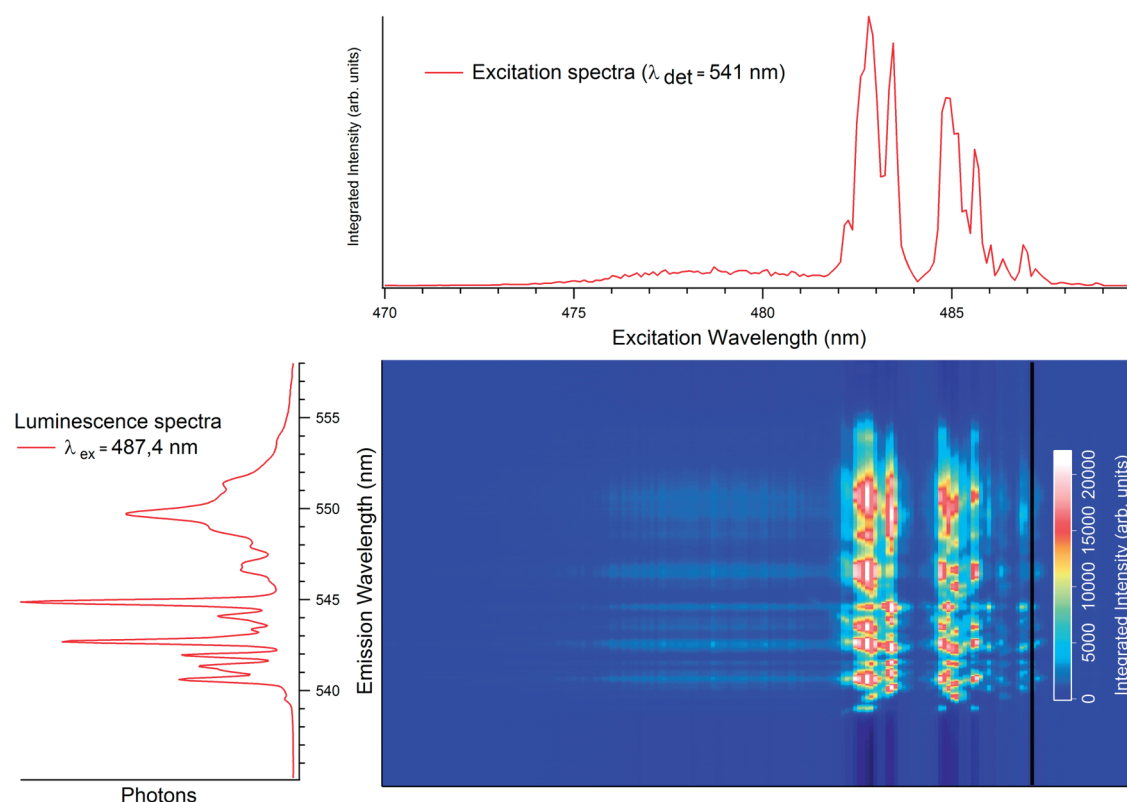 Integrated Intensity (arb. units)
Excitation spectra (λ det = 541 nm)
470
475
480
485
Excitation Wavelength (nm)
Luminescence spectra
λ ex = 487,4 nm
555
550
545
540
Emission Wavelength (nm)
Photons
0
5000
10000
15000
20000
Integrated Intensity (arb. units)